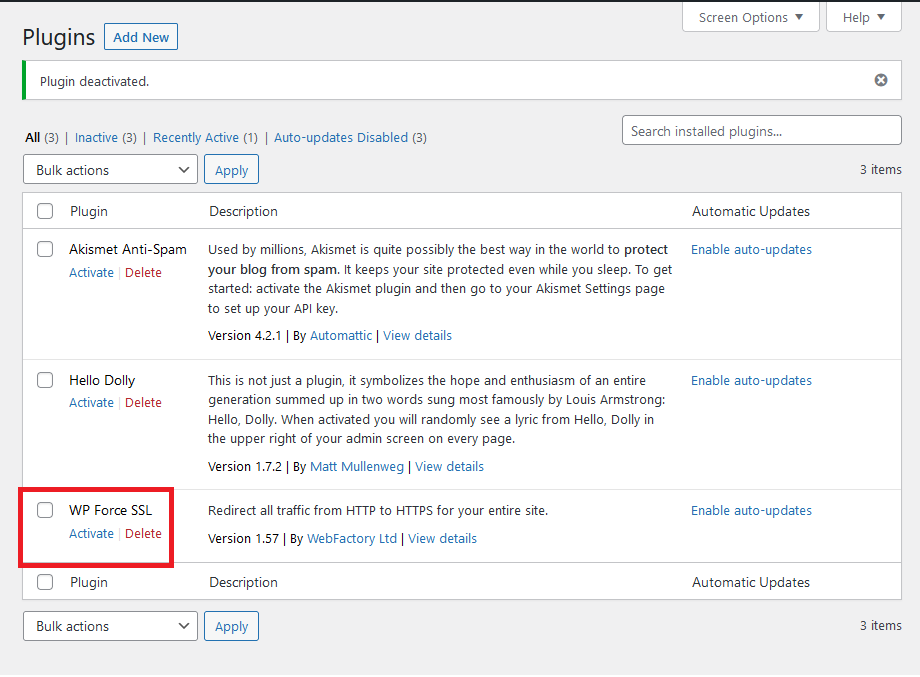 Screen Options ▼ Help ▼
Plugins Add New
Plugin deactivated.
All (3) | Inactive (3) | Recently Active (1) | Auto-updates Disabled (3)
Search installed plugins...
Bulk actions Apply
3 items
Plugin Description Automatic Updates
Akismet Anti-Spam
Activate | Delete
Used by millions, Akismet is quite possibly the best way in the world to protect
your blog from spam. It keeps your site protected even while you sleep. To get
started: activate the Akismet plugin and then go to your Akismet Settings page
to set up your API key.
Version 4.2.1 | By Automattic | View details
Enable auto-updates
Hello Dolly
Activate | Delete
This is not just a plugin, it symbolizes the hope and enthusiasm of an entire
generation summed up in two words sung most famously by Louis Armstrong:
Hello, Dolly. When activated you will randomly see a lyric from Hello, Dolly in
the upper right of your admin screen on every page.
Version 1.7.2 | By Matt Mullenweg | View details
Enable auto-updates
WP Force SSL
Activate | Delete
Redirect all traffic from HTTP to HTTPS for your entire site.
Version 1.57 | By WebFactory Ltd | View details
Enable auto-updates
Plugin Description Automatic Updates
Bulk actions Apply
3 items